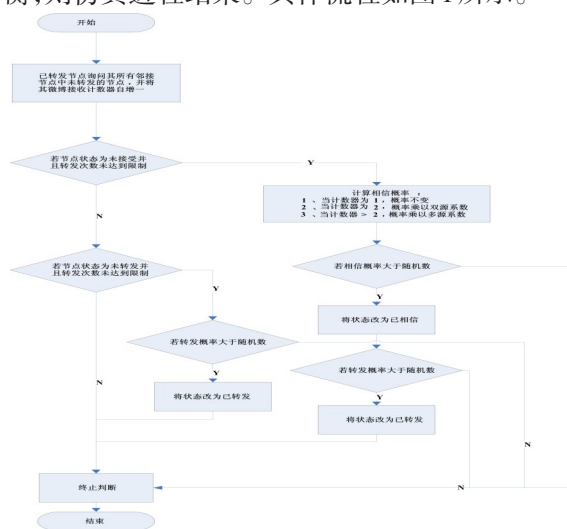 衡,则仿真过程结束。具体流程如图1所示。
开始
已转发节点询问其所有邻接
节点中未转发的节点，并将
其微博接收计数器自增一
若节点状态为未接受并
且转发次数未达到限制
Y
计算相信概率 ：
1 、当计数器为 1，概率不变
2 、当计数器为 2，概率乘以双源系数
3 、当计数器> 2，概率乘以多源系数
N
若节点状态为未转发并
且转发次数未达到限制
若相信概率大于随机数
Y
Y
将状态改为已相信
若转发概率大于随机数
若转发概率大于随机数
N
Y
Y
将状态改为已转发
将状态改为已转发
N
终止判断
N
结束